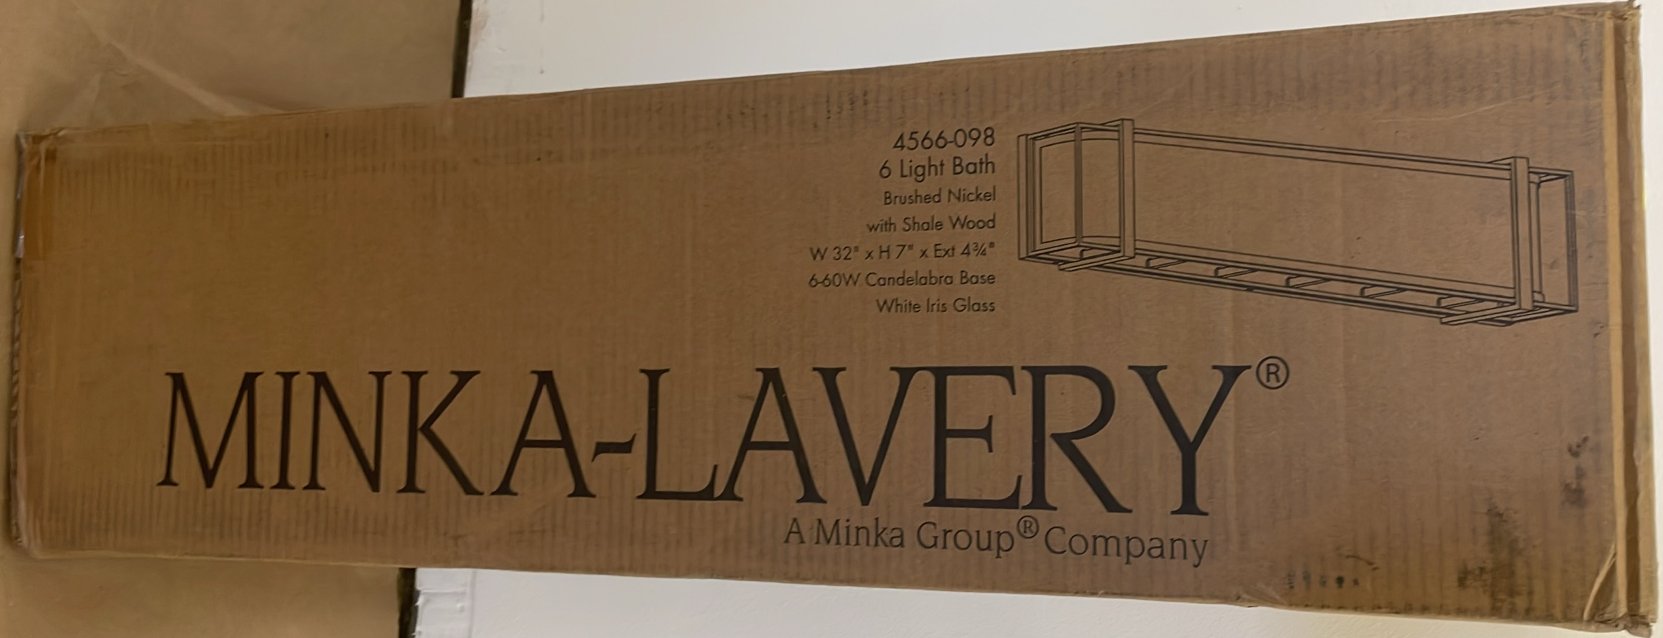 4566-098
6 Light Bath
Brushed Nickel
with Shale Wood
W 32" x H 7" x Ext 4¾"
6-60W Candelabra Base
White Iris Glass
MINKA-LAVERY®
A Minka Group® Company